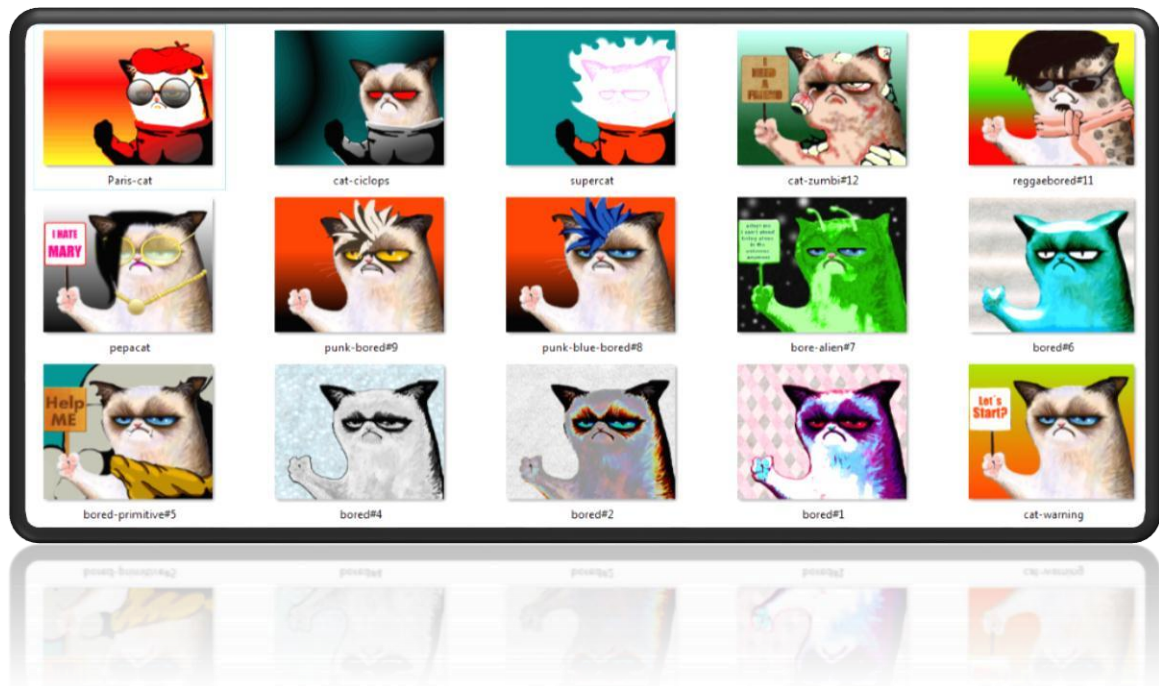 I
NEED
A
FRIEND
Paris-cat
cat-ciclops
supercat
cat-zumbi#12
reggaebored#11
I HATE
MARY
pepacat
punk-bored#9
punk-blue-bored#8
bore-alien#7
bored#6
Help
ME
Let's
Start?
bored-primitive#5
bored#4
bored#2
bored#1
cat-warning